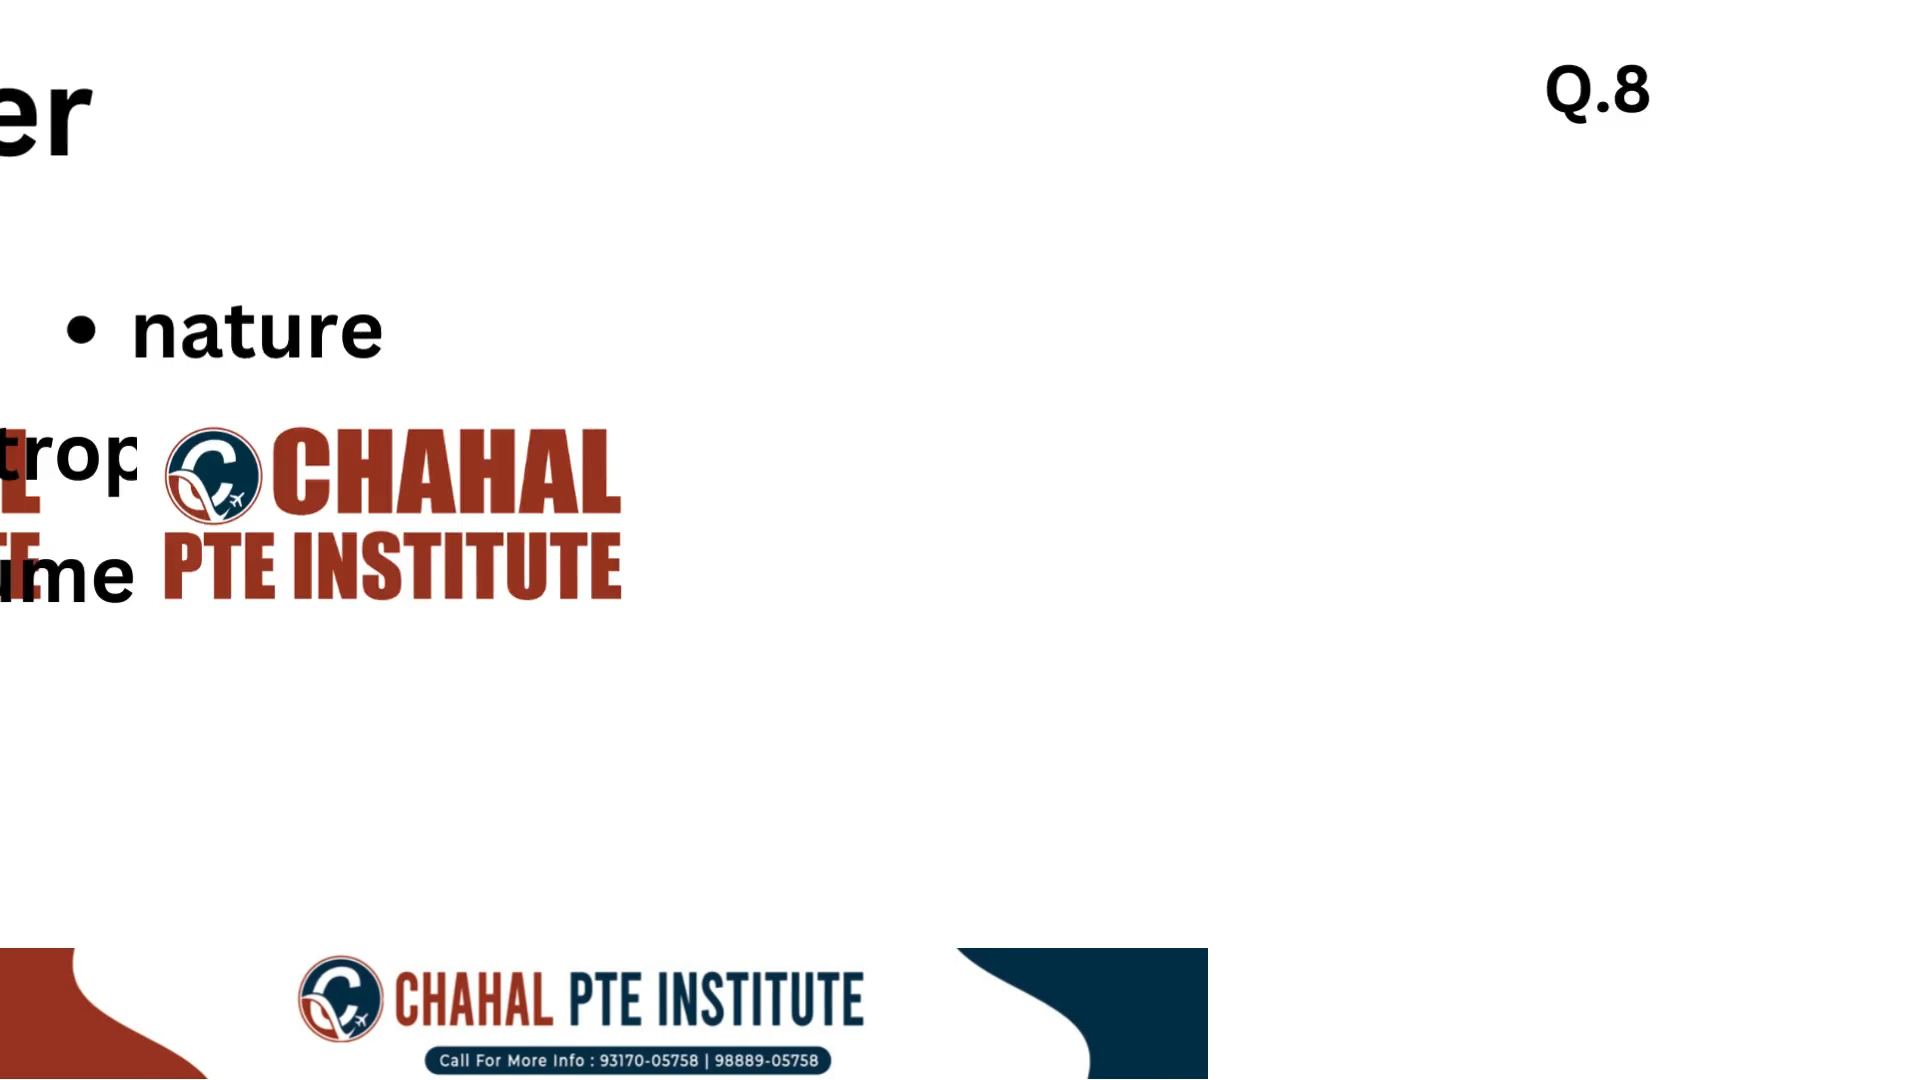 er
Q.8
• nature
trop
CHAHAL
PTE INSTITUTE
ume
CHAHAL PTE INSTITUTE
Call For More Info : 93170-05758 | 98889-05758